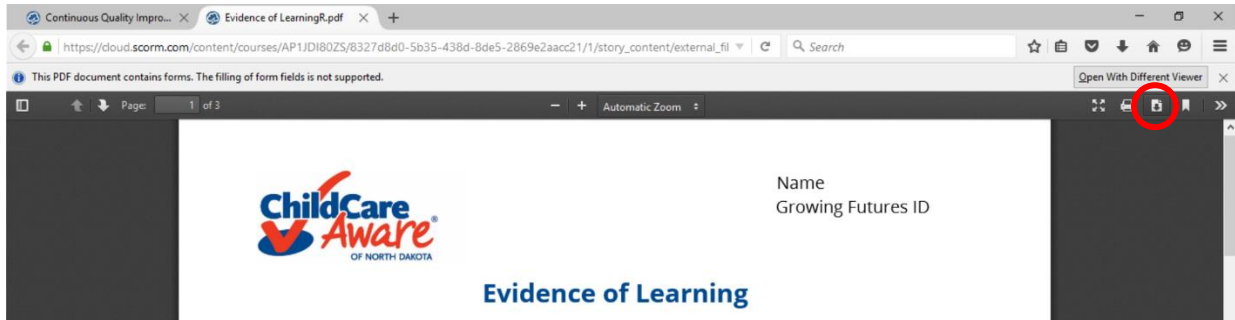 Continuous Quality Impro...
Evidence of LearningR.pdf
https://cloud.scorm.com/content/courses/AP1JDI80ZS/8327d8d0-5b35-438d-8de5-2869e2aacc21/1/story_content/external_fil
Search
This PDF document contains forms. The filling of form fields is not supported.
Open With Different Viewer
Page: 1 of 3
Automatic Zoom
ChildCare
Aware®
OF NORTH DAKOTA
Name
Growing Futures ID
Evidence of Learning